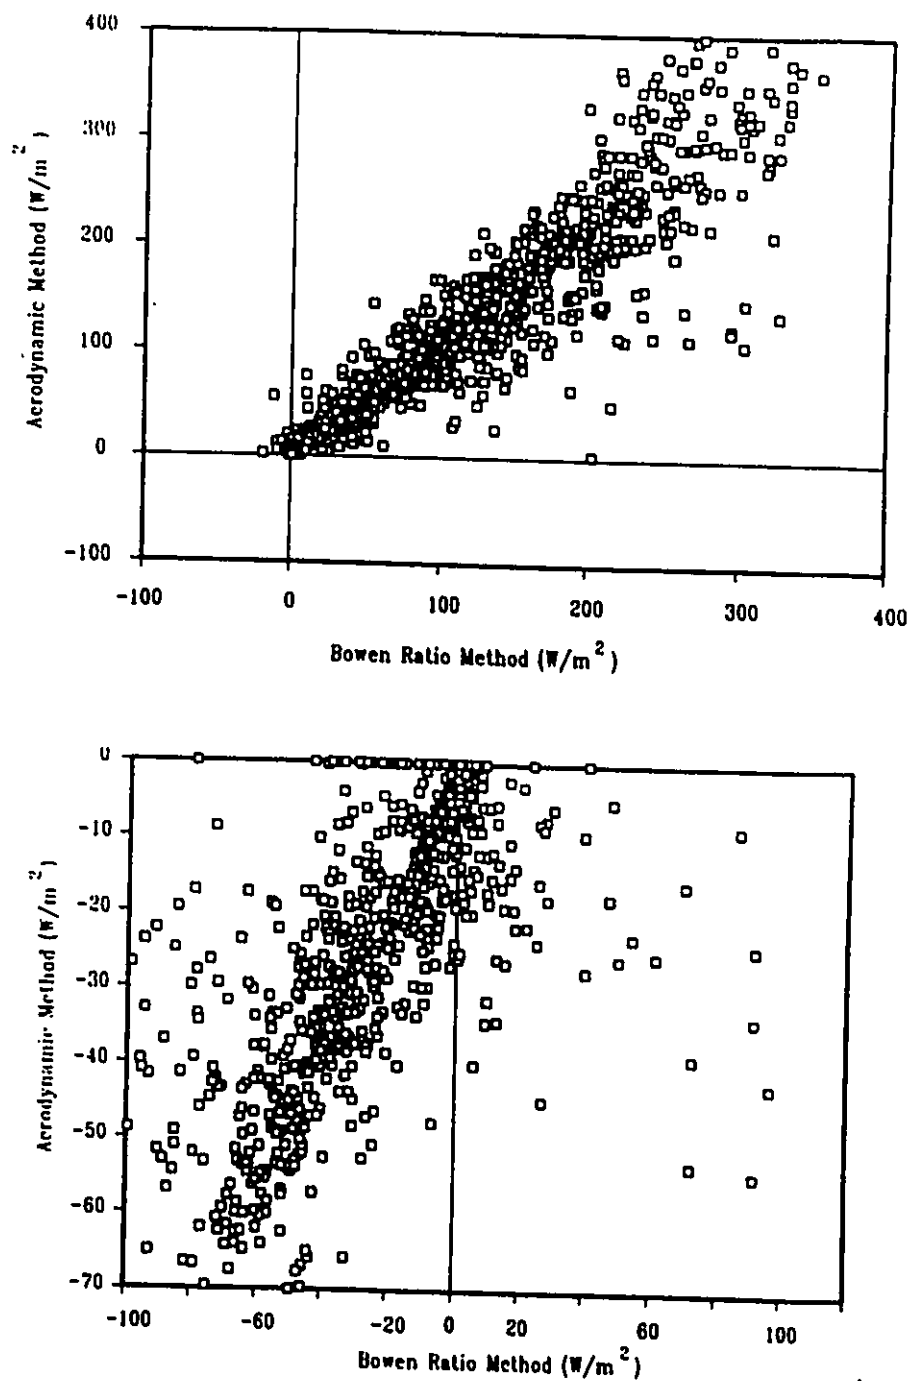 400
300
200
100
0
-100
Aerodynamic Method (W/m²)
-100 0 100 200 300 400
Bowen Ratio Method (W/m²)
0
-10
-20
-30
-40
-50
-60
-70
Aerodynamic Method (W/m²)
-100 -60 -20 0 20 60 100
Bowen Ratio Method (W/m²)